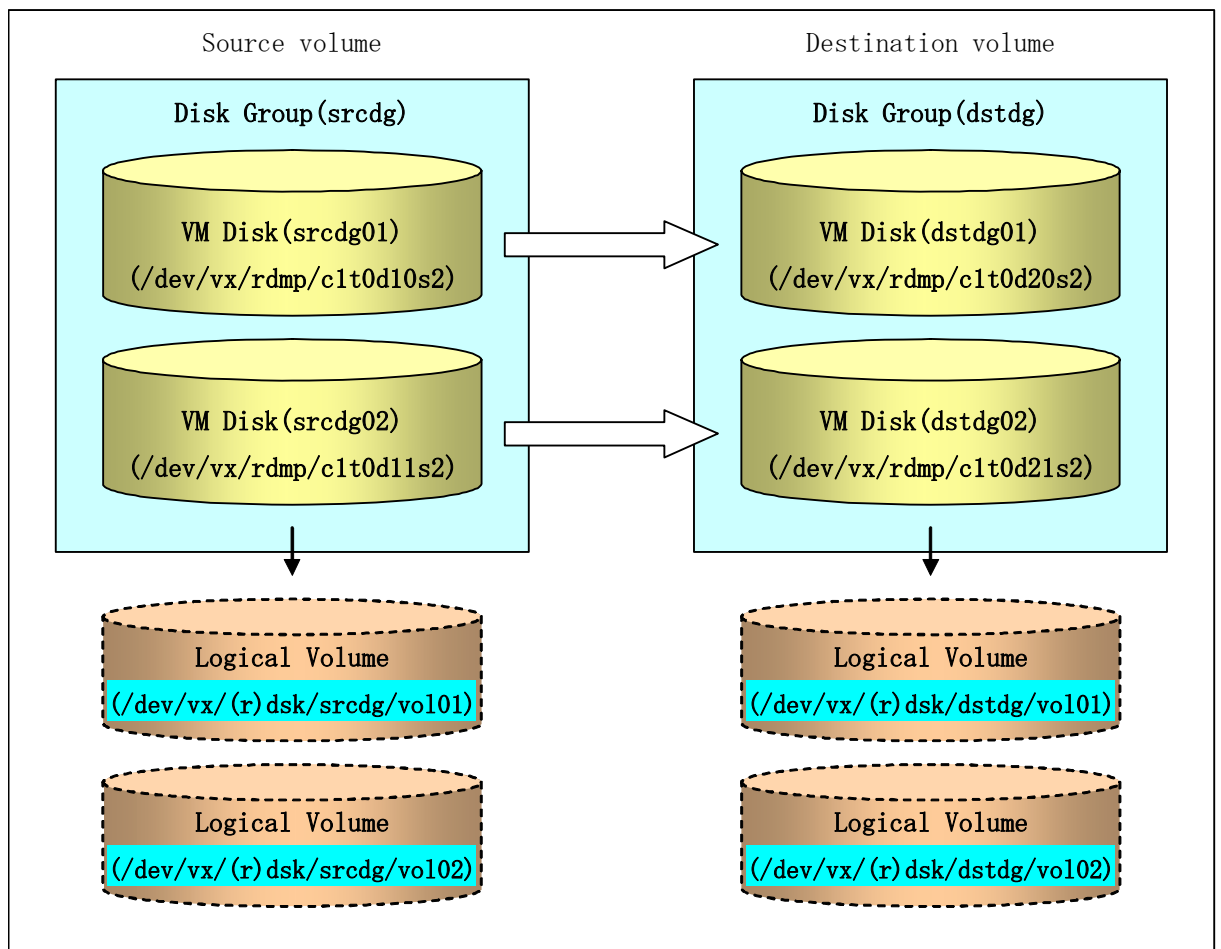 Source volume
Destination volume
Disk Group(srcdg)
Disk Group(dstdg)
VM Disk(srcdg01)
(/dev/vx/rdmp/c1t0d10s2)
VM Disk(dstdg01)
(/dev/vx/rdmp/c1t0d20s2)
VM Disk(srcdg02)
(/dev/vx/rdmp/c1t0d11s2)
VM Disk(dstdg02)
(/dev/vx/rdmp/c1t0d21s2)
Logical Volume
(/dev/vx/(r)dsk/srcdg/vol01)
Logical Volume
(/dev/vx/(r)dsk/dstdg/vol01)
Logical Volume
(/dev/vx/(r)dsk/srcdg/vol02)
Logical Volume
(/dev/vx/(r)dsk/dstdg/vol02)